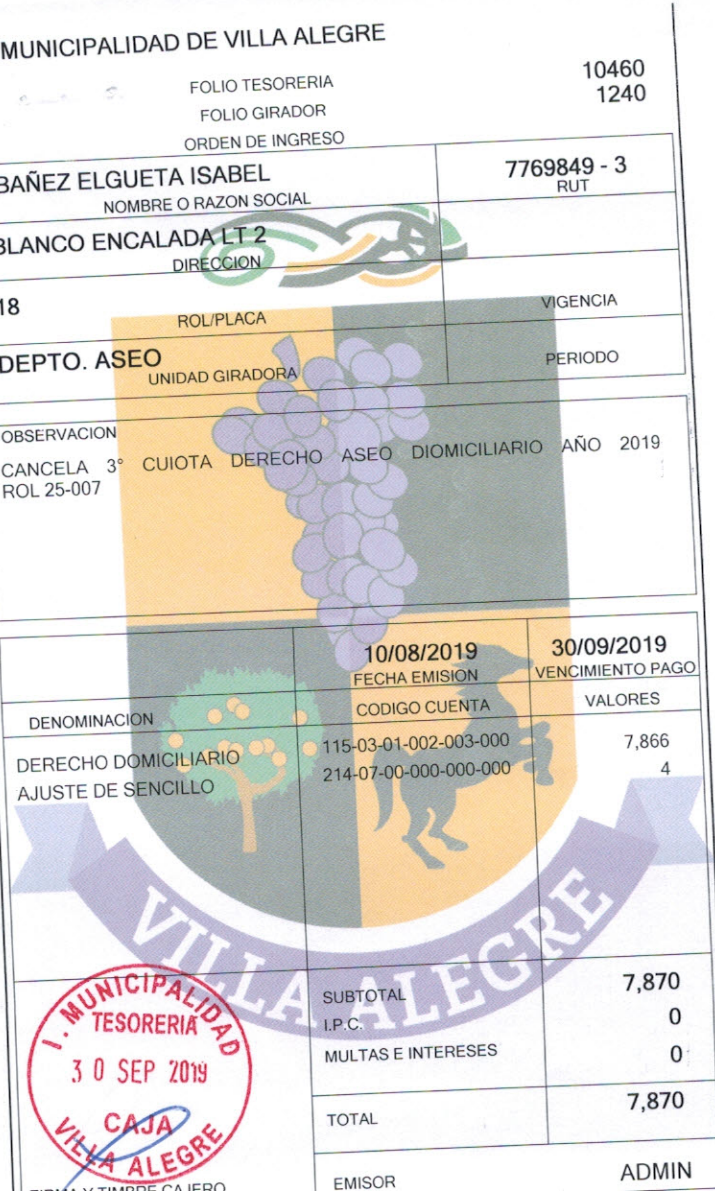 MUNICIPALIDAD DE VILLA ALEGRE
FOLIO TESORERIA 10460
FOLIO GIRADOR 1240
ORDEN DE INGRESO
BAÑEZ ELGUETA ISABEL 7769849 - 3
NOMBRE O RAZON SOCIAL RUT
BLANCO ENCALADA LT 2
DIRECCION
18
ROL/PLACA VIGENCIA
DEPTO. ASEO
UNIDAD GIRADORA PERIODO
OBSERVACION
CANCELA 3° CUIOTA DERECHO ASEO DIOMICILIARIO AÑO 2019
ROL 25-007
10/08/2019 30/09/2019
FECHA EMISION VENCIMIENTO PAGO
DENOMINACION CODIGO CUENTA VALORES
DERECHO DOMICILIARIO 115-03-01-002-003-000 7,866
AJUSTE DE SENCILLO 214-07-00-000-000-000 4
VILLA ALEGRE
SUBTOTAL 7,870
I.P.C. 0
MULTAS E INTERESES 0
TOTAL 7,870
I. MUNICIPALIDAD
TESORERIA
30 SEP 2019
CAJA
VILLA ALEGRE
FIRMA Y TIMBRE CAJERO
EMISOR ADMIN